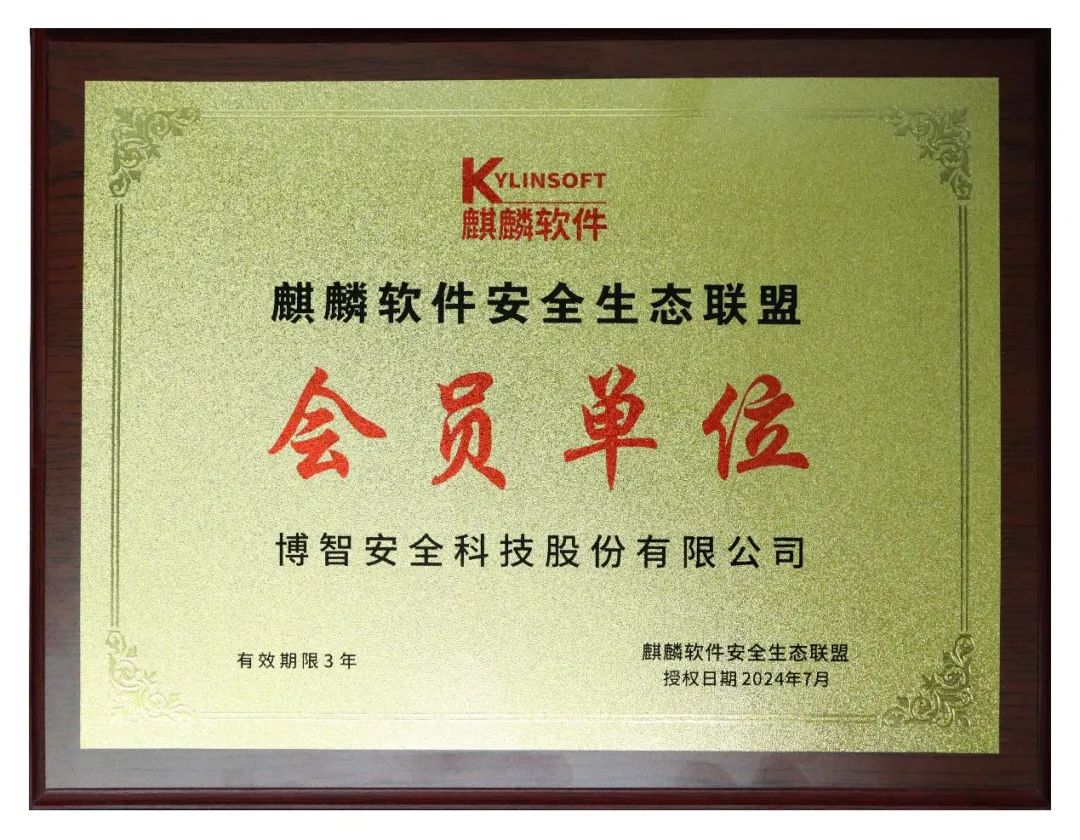 KYLINSOFT
麒麟软件
麒麟软件安全生态联盟
会员单位
博智安全科技股份有限公司
有效期限3年
麒麟软件安全生态联盟
授权日期2024年7月